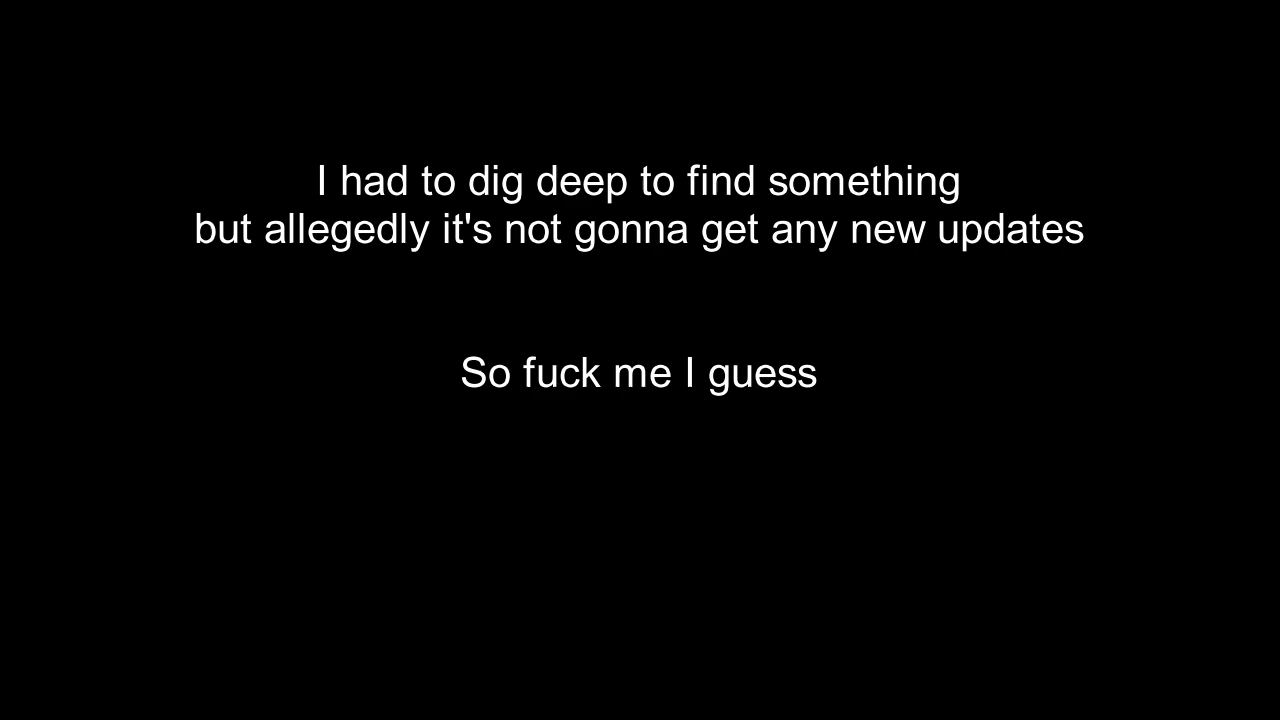 I had to dig deep to find something
but allegedly it's not gonna get any new updates
So fuck me I guess